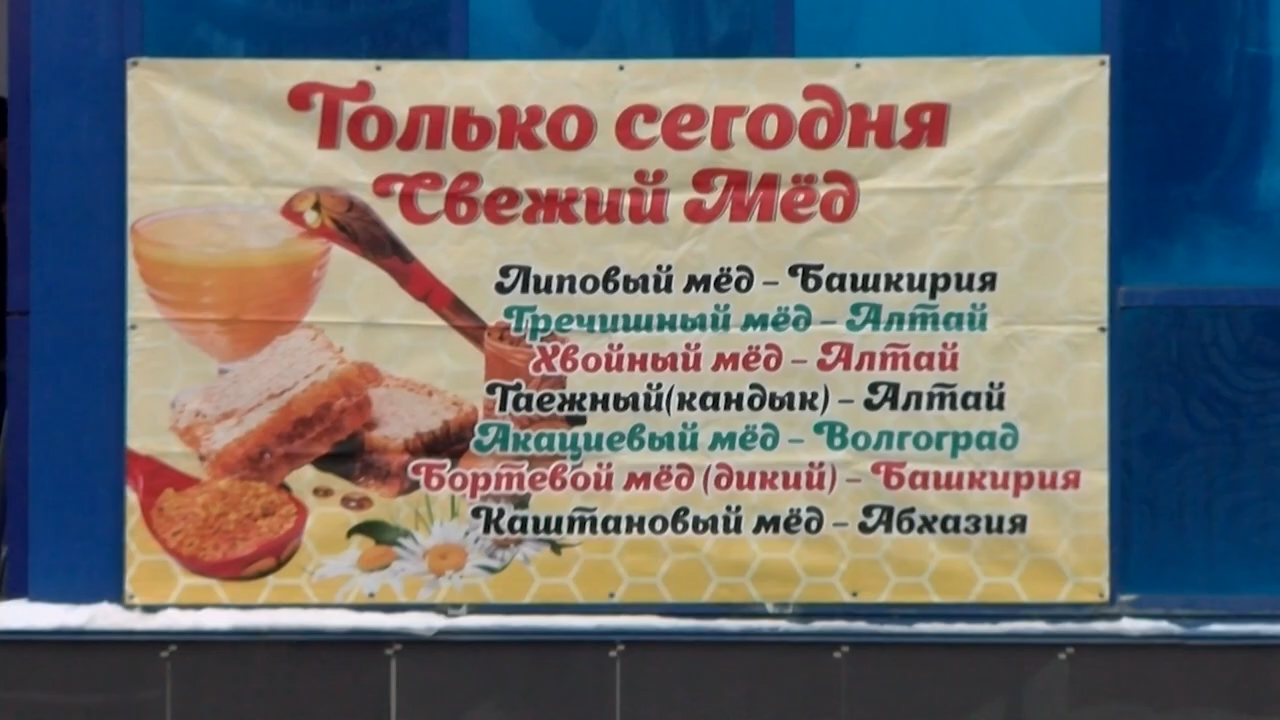 Только сегодня
Свежий Мёд
Липовый мёд – Башкирия
Гречишный мёд – Алтай
Хвойный мёд – Алтай
Таежный(кандык) – Алтай
Акациевый мёд – Волгоград
Бортевой мёд (дикий) – Башкирия
Каштановый мёд – Абхазия